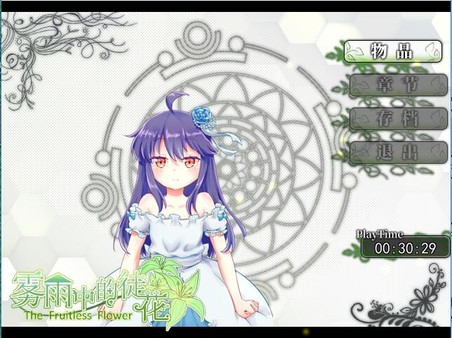 物品
章节
存档
退出
PlayTime
00:30:29
雾雨中的徒花
The Fruitless Flower